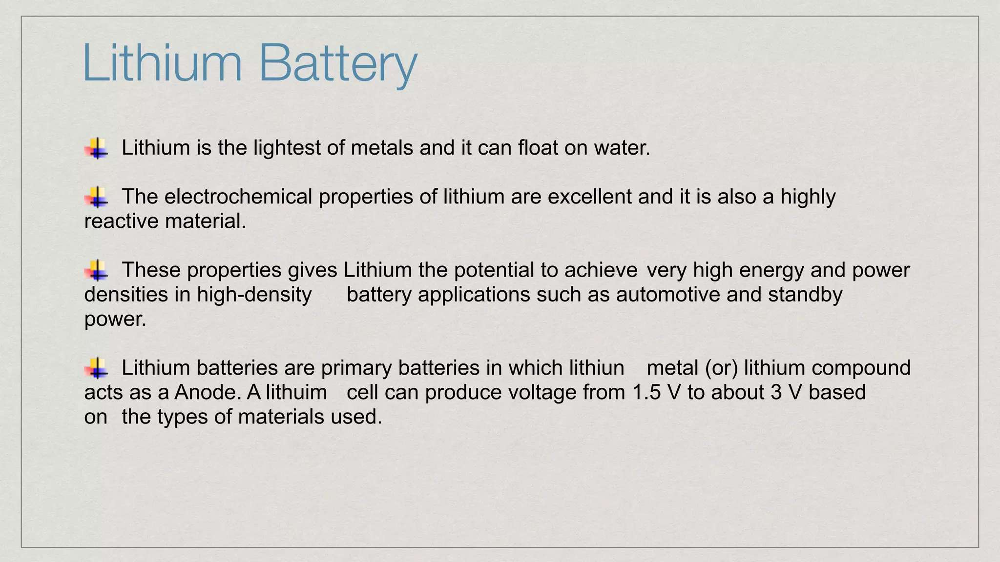 Lithium Battery
Lithium is the lightest of metals and it can float on water.
The electrochemical properties of lithium are excellent and it is also a highly
reactive material.
These properties gives Lithium the potential to achieve very high energy and power
densities in high-density battery applications such as automotive and standby
power.
Lithium batteries are primary batteries in which lithiun metal (or) lithium compound
acts as a Anode. A lithuim cell can produce voltage from 1.5 V to about 3 V based
on the types of materials used.